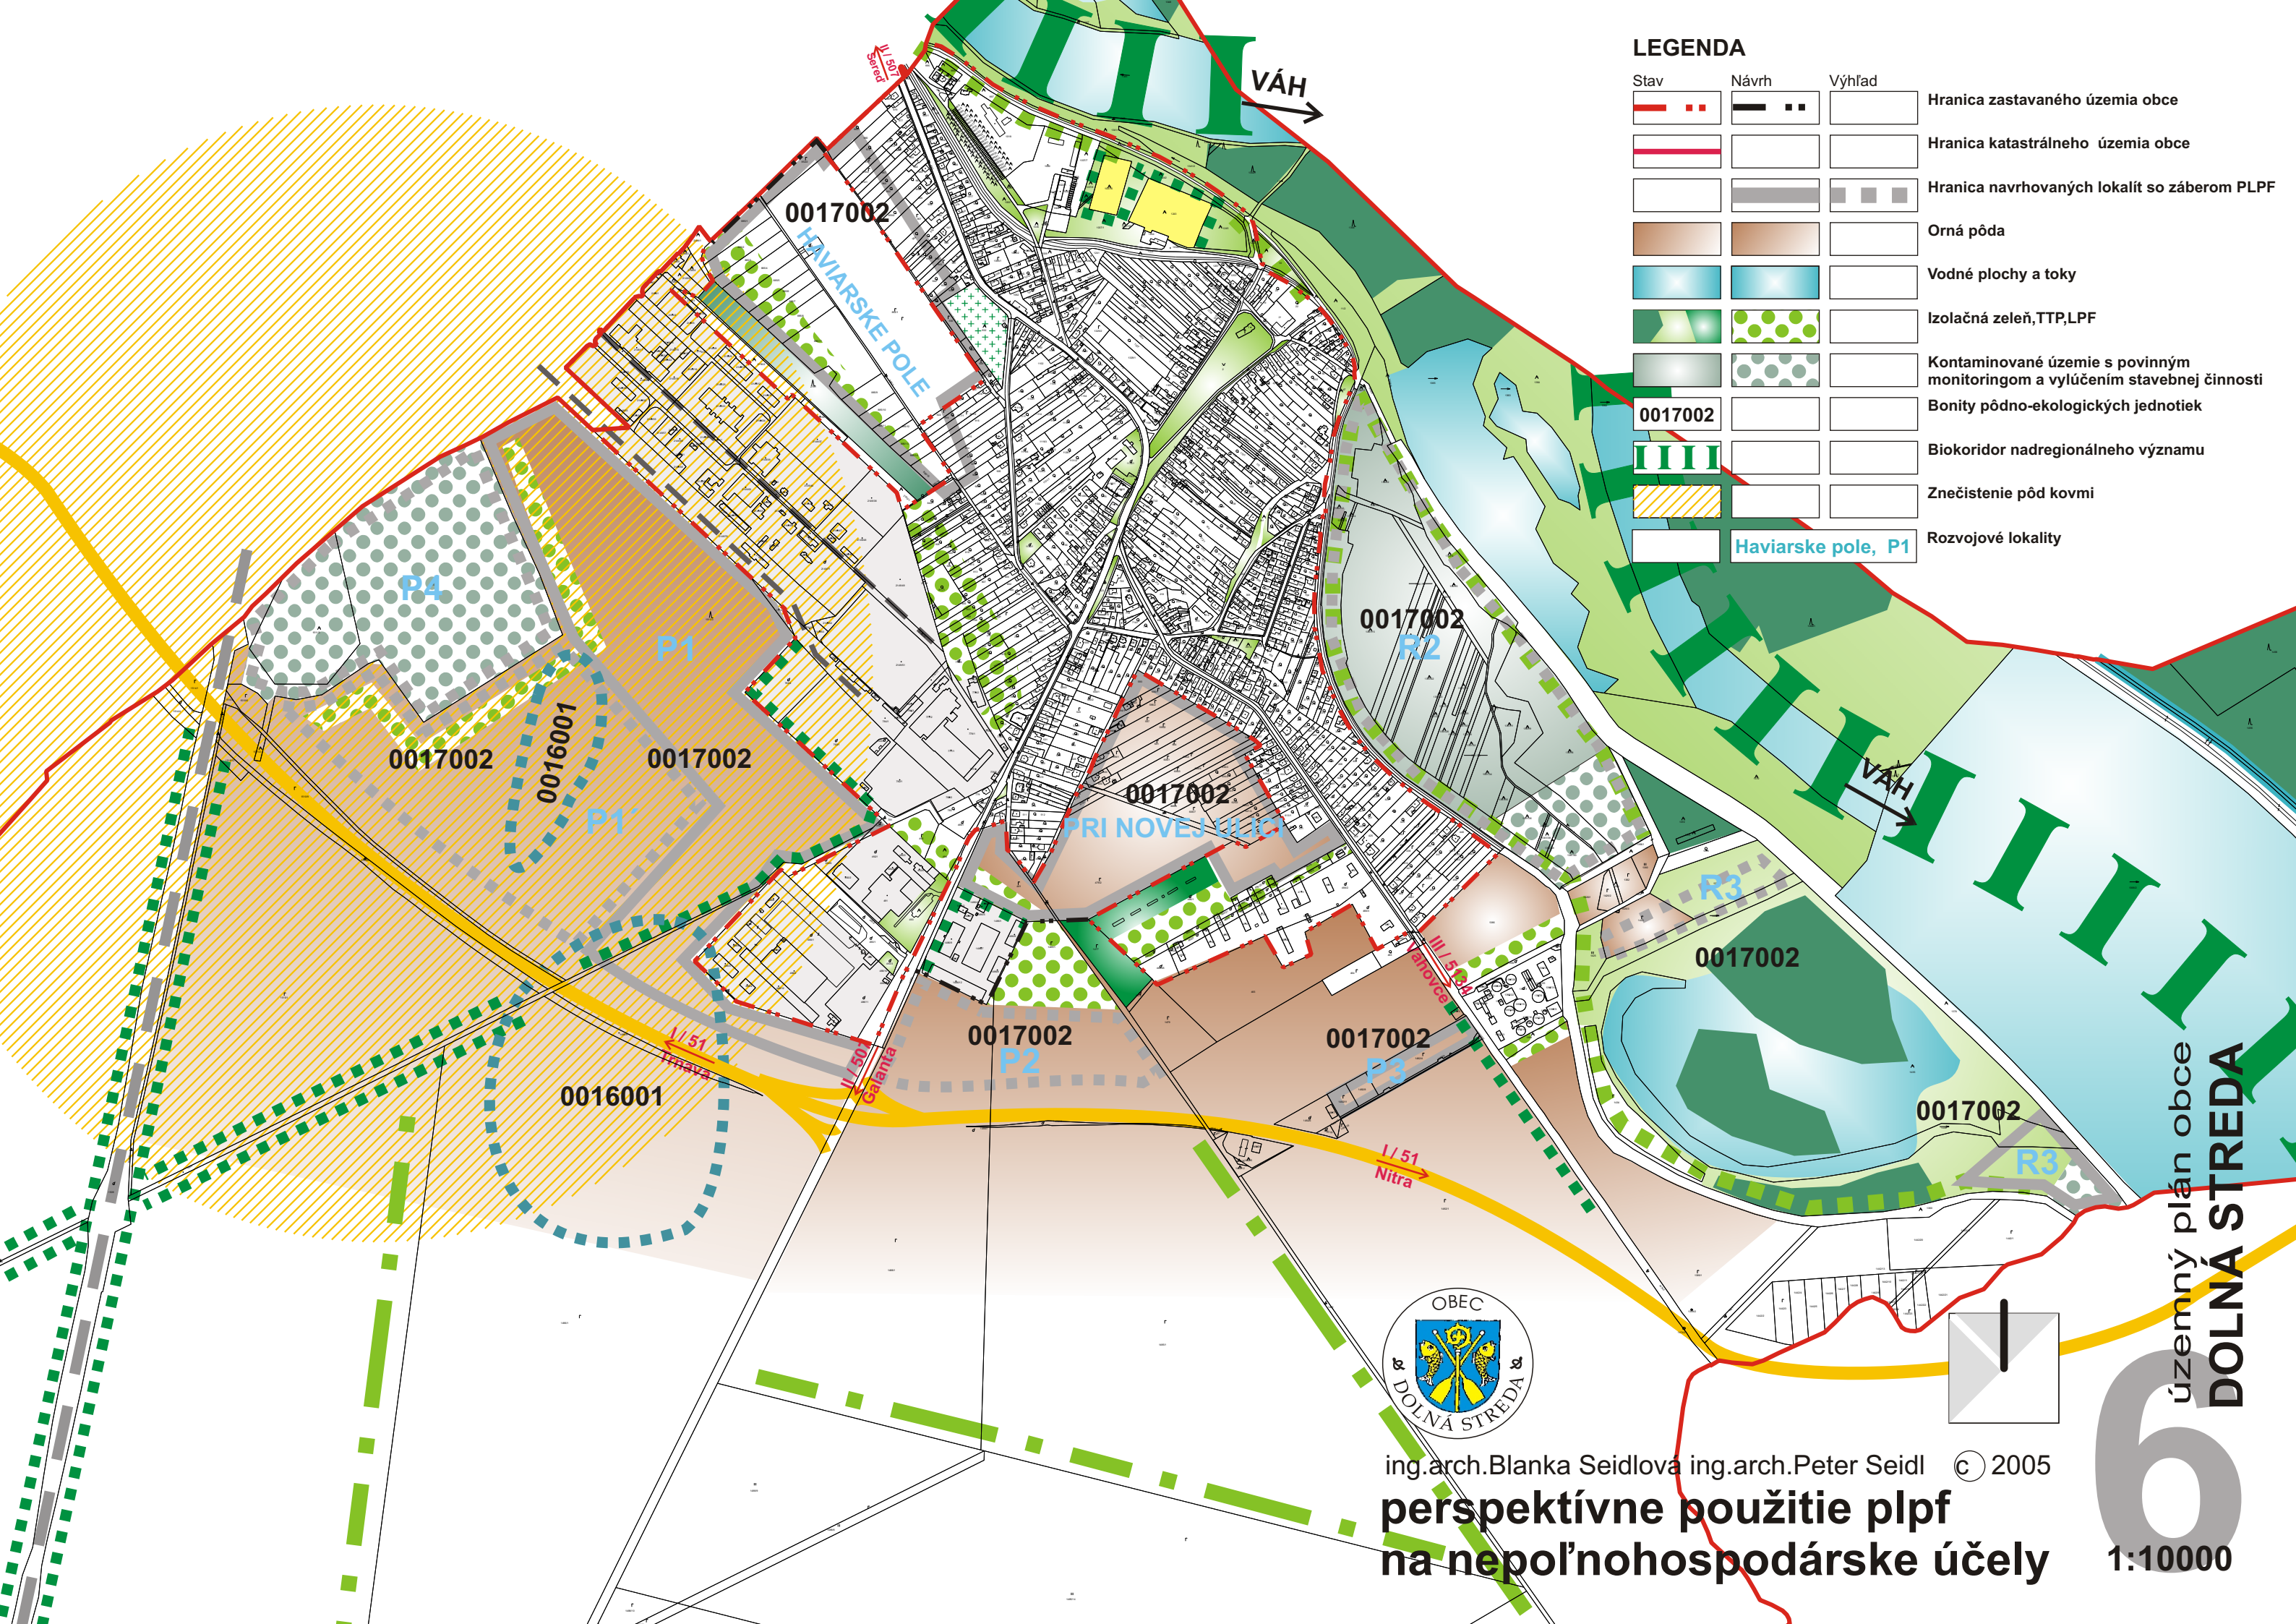 LEGENDA
Stav Návrh Výhľad
Hranica zastavaného územia obce
Hranica katastrálneho územia obce
Hranica navrhovaných lokalít so záberom PLPF
Orná pôda
Vodné plochy a toky
Izolačná zeleň,TTP,LPF
Kontaminované územie s povinným
monitoringom a vylúčením stavebnej činnosti
0017002 Bonity pôdno-ekologických jednotiek
Biokoridor nadregionálneho významu
Znečistenie pôd kovmi
Haviarske pole, P1 Rozvojové lokality
II / 507
Sereď
VÁH
0017002
HAVIARSKE POLE
P4
P1
0017002
R2
0017002
0016001
0017002
P1
0017002
PRI NOVEJ ULICI
VÁH
R3
0017002
III / 5134
Váhovce
0017002
P2
0017002
P3
I / 51
Trnava
II / 507
Galanta
0016001
0017002
R3
I / 51
Nitra
OBEC
DOLNÁ STREDA
územný plán obce
DOLNÁ STREDA
6
1:10000
ing.arch.Blanka Seidlová ing.arch.Peter Seidl c 2005
perspektívne použitie plpf
na nepoľnohospodárske účely